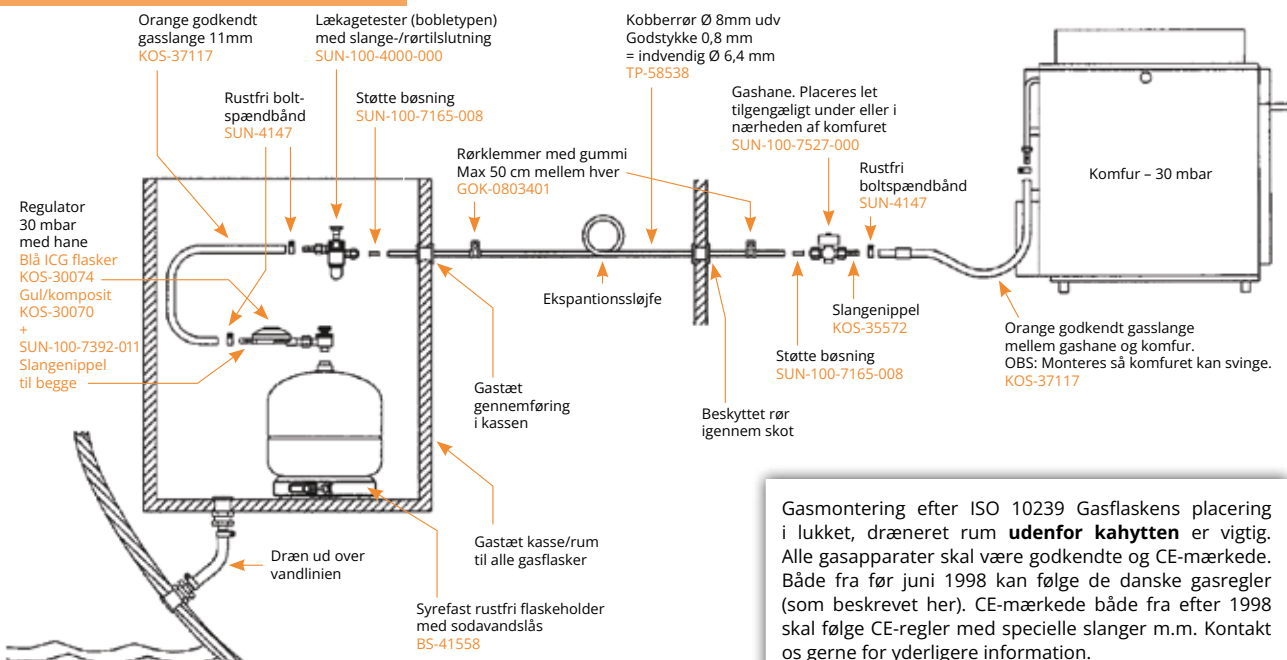 Orange godkendt
gasslange 11mm
KOS-37117
Lækagetester (bobletypen)
med slange-/rørtilslutning
SUN-100-4000-000
Kobberrør Ø 8mm udv
Godstykke 0,8 mm
= indvendig Ø 6,4 mm
TP-58538
Rustfri bolt-
spændbånd
SUN-4147
Støtte bøsning
SUN-100-7165-008
Gashane. Placeres let
tilgengæligt under eller i
nærheden af komfuret
SUN-100-7527-000
Rørklemmer med gummi
Max 50 cm mellem hver
GOK-0803401
Rustfri
boltspændbånd
SUN-4147
Komfur – 30 mbar
Regulator
30 mbar
med hane
Blå ICG flasker
KOS-30074
Gul/komposit
KOS-30070
+
SUN-100-7392-011
Slangenippel
til begge
Ekspantionssløjfe
Slangenippel
KOS-35572
Støtte bøsning
SUN-100-7165-008
Orange godkendt gasslange
mellem gashane og komfur.
OBS: Monteres så komfuret kan svinge.
KOS-37117
Gastæt
gennemføring
i kassen
Beskyttet rør
igennem skot
Gastæt kasse/rum
til alle gasflasker
Dræn ud over
vandlinien
Syrefast rustfri flaskeholder
med sodavandslås
BS-41558
Gasmontering efter ISO 10239 Gasflaskens placering
i lukket, dræneret rum udenfor kahytten er vigtig.
Alle gasapparater skal være godkendte og CE-mærkede.
Både fra før juni 1998 kan følge de danske gasregler
(som beskrevet her). CE-mærkede både fra efter 1998
skal følge CE-regler med specielle slanger m.m. Kontakt
os gerne for yderligere information.